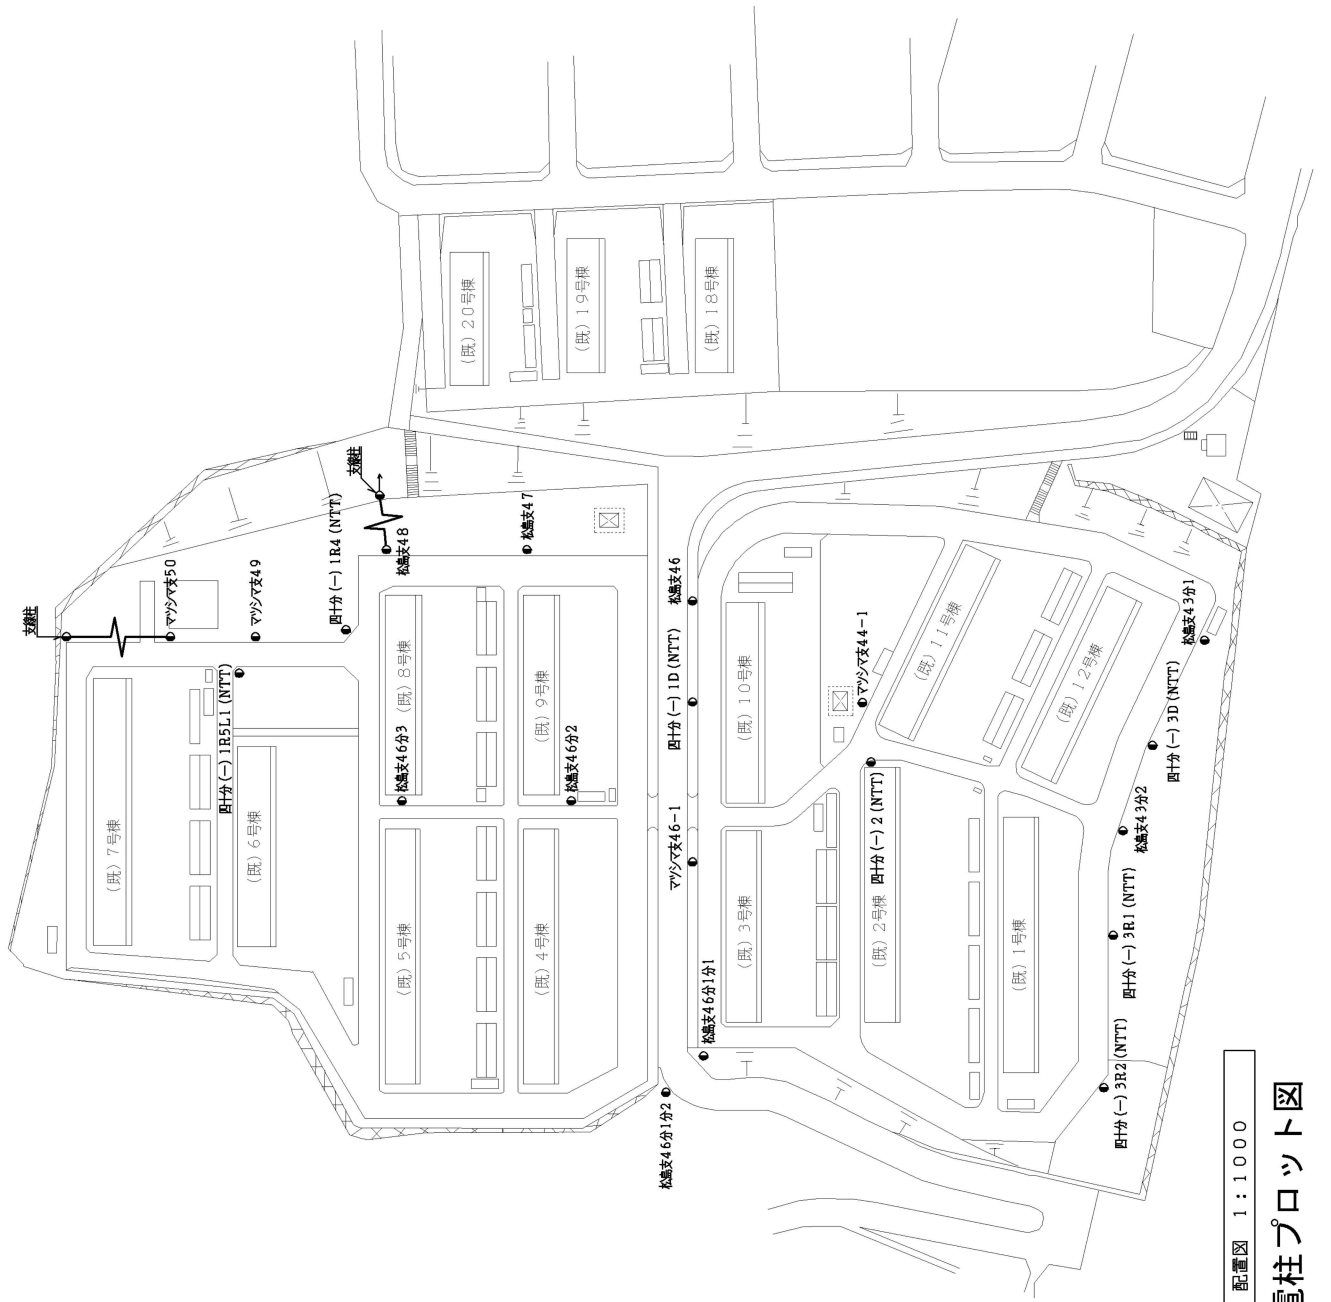 支線柱
マツシマ支50
マツシマ支49
四十分(一)1R4(NTT)
支線柱
松島支48
松島支47
四十分(一)1R5L1(NTT)
松島支46分3
松島支46分2
松島支46
四十分(一)1D(NTT)
マツシマ支46-1
松島支46分1分1
松島支46分1分2
マツシマ支44-1
四十分(一)2(NTT)
松島支43分1
四十分(一)3D(NTT)
松島支43分2
四十分(一)3R1(NTT)
四十分(一)3R2(NTT)
(既)20号棟
(既)19号棟
(既)18号棟
(既)7号棟
(既)6号棟
(既)8号棟
(既)9号棟
(既)5号棟
(既)4号棟
(既)10号棟
(既)11号棟
(既)12号棟
(既)3号棟
(既)2号棟
(既)1号棟
配置図 1:1000
電柱プロット図